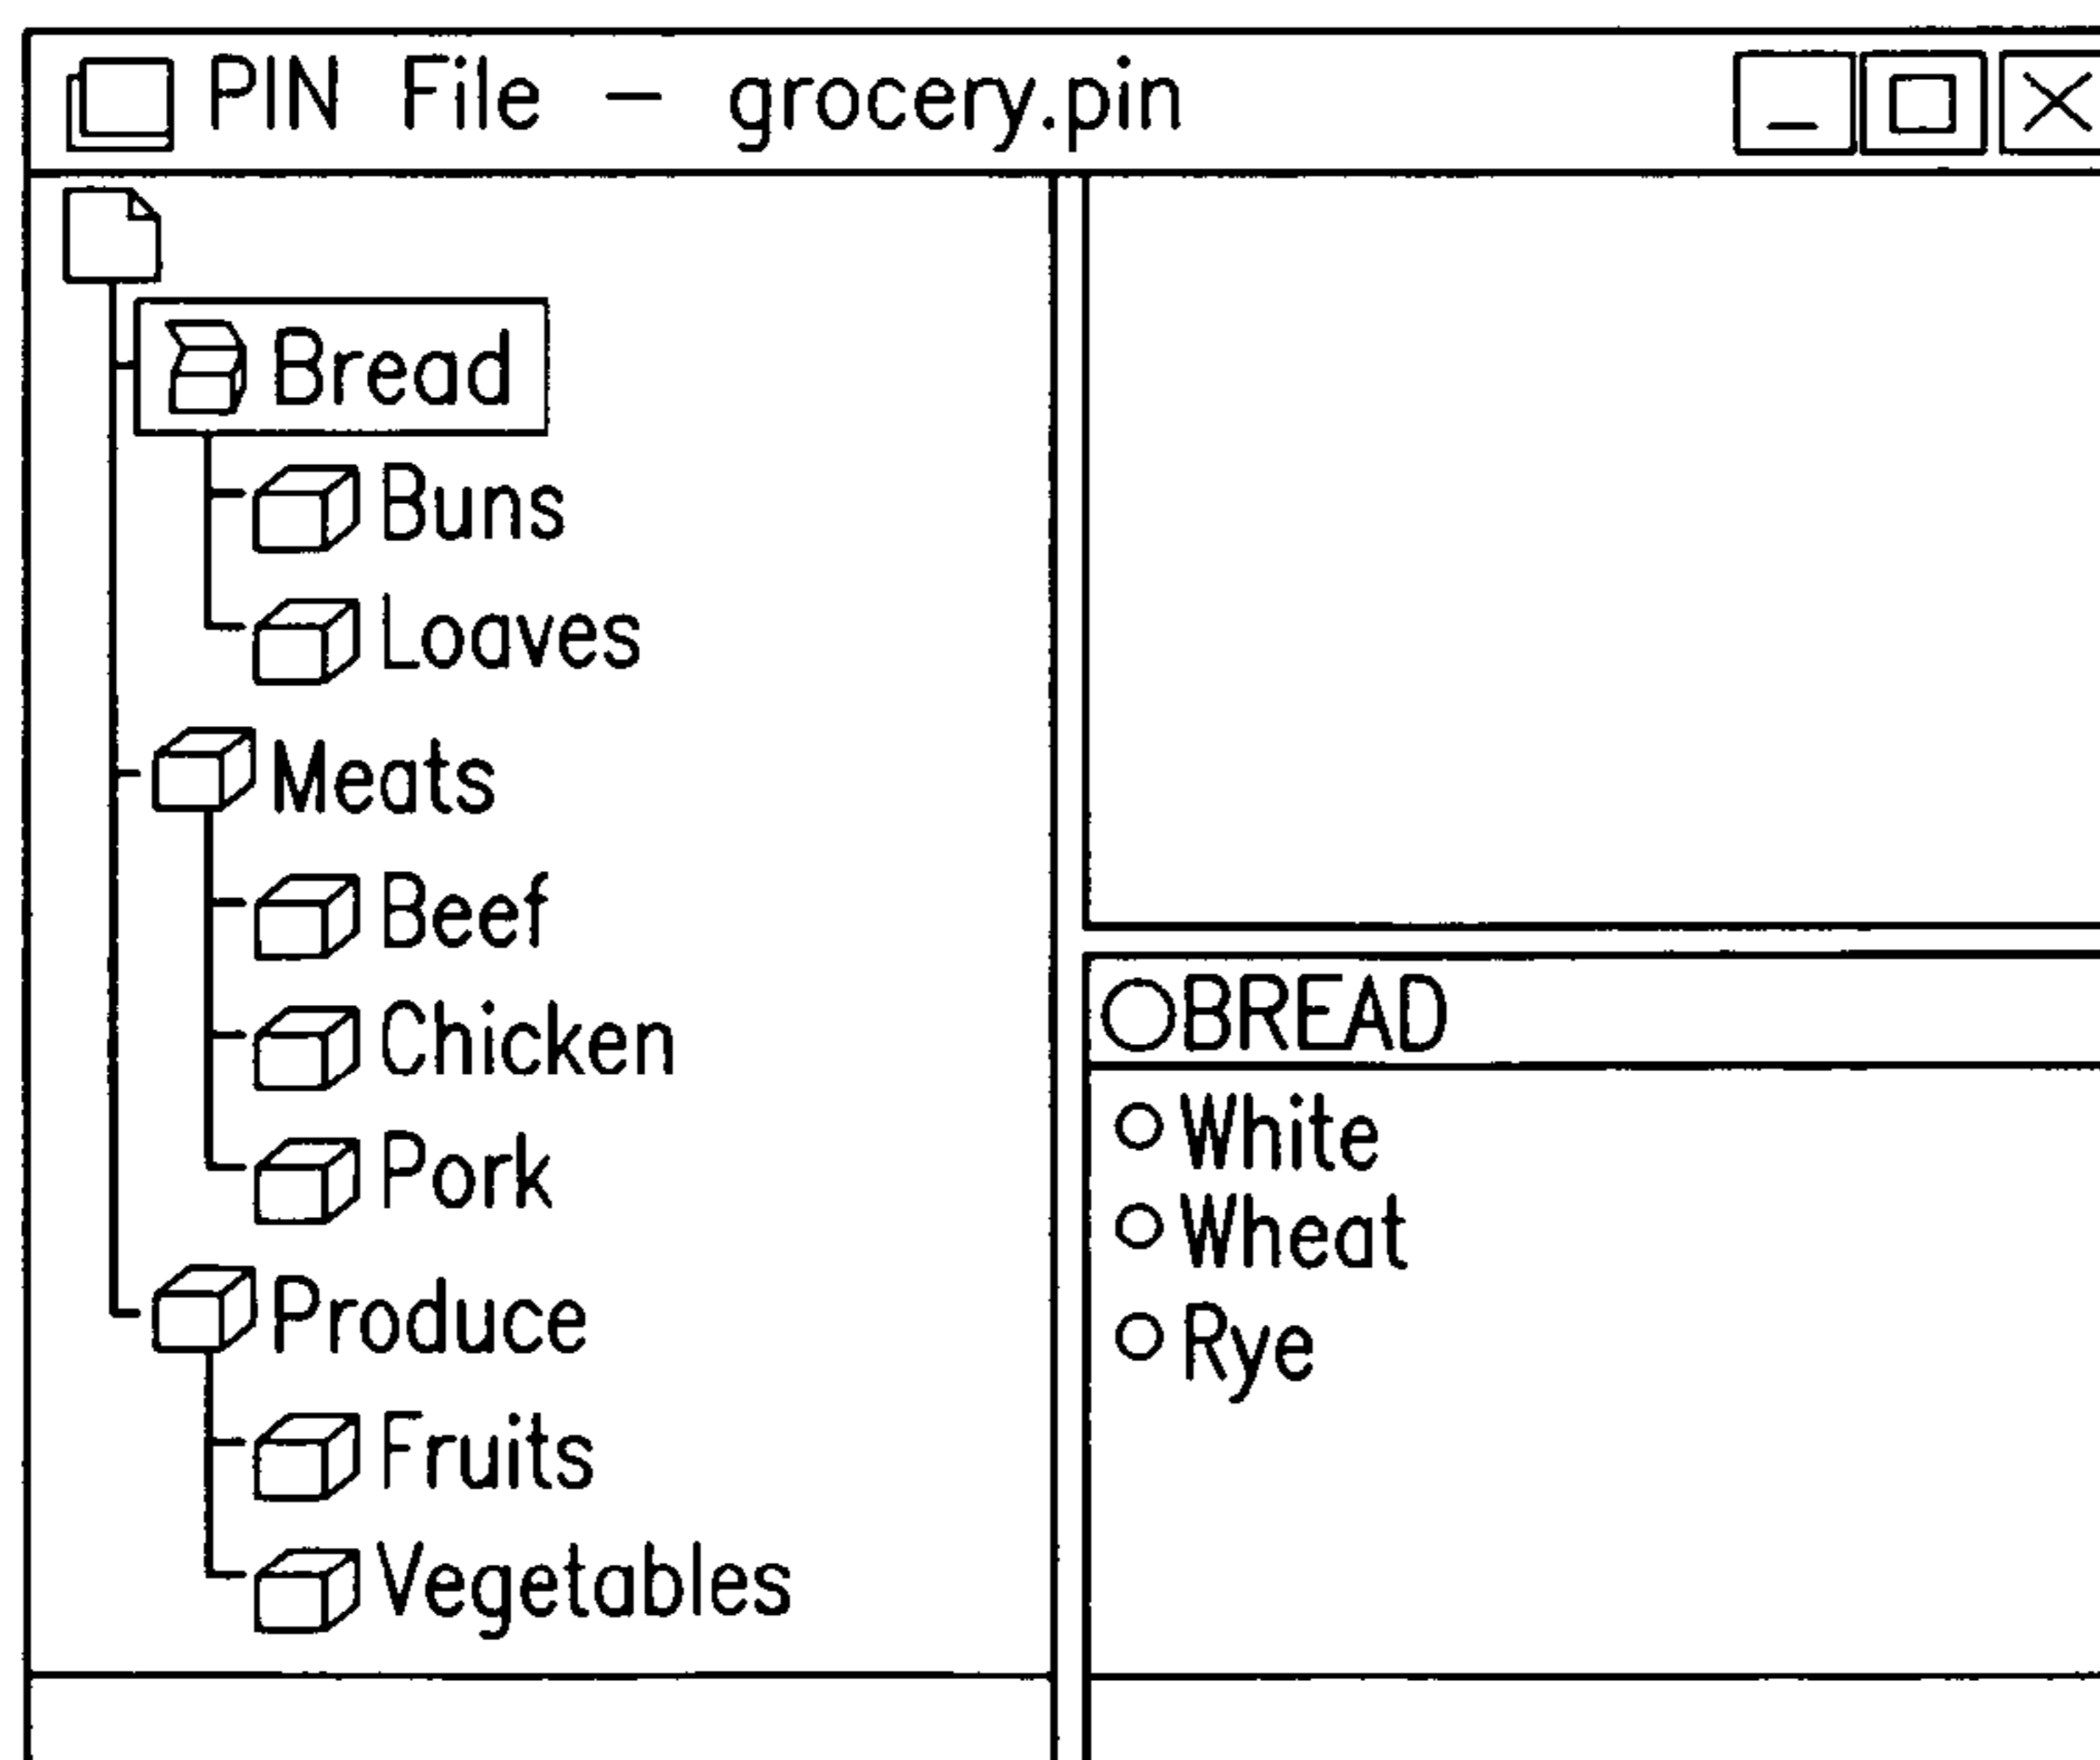 PIN File – grocery.pin
Bread
Buns
Loaves
Meats
Beef
Chicken
Pork
Produce
Fruits
Vegetables
BREAD
White
Wheat
Rye